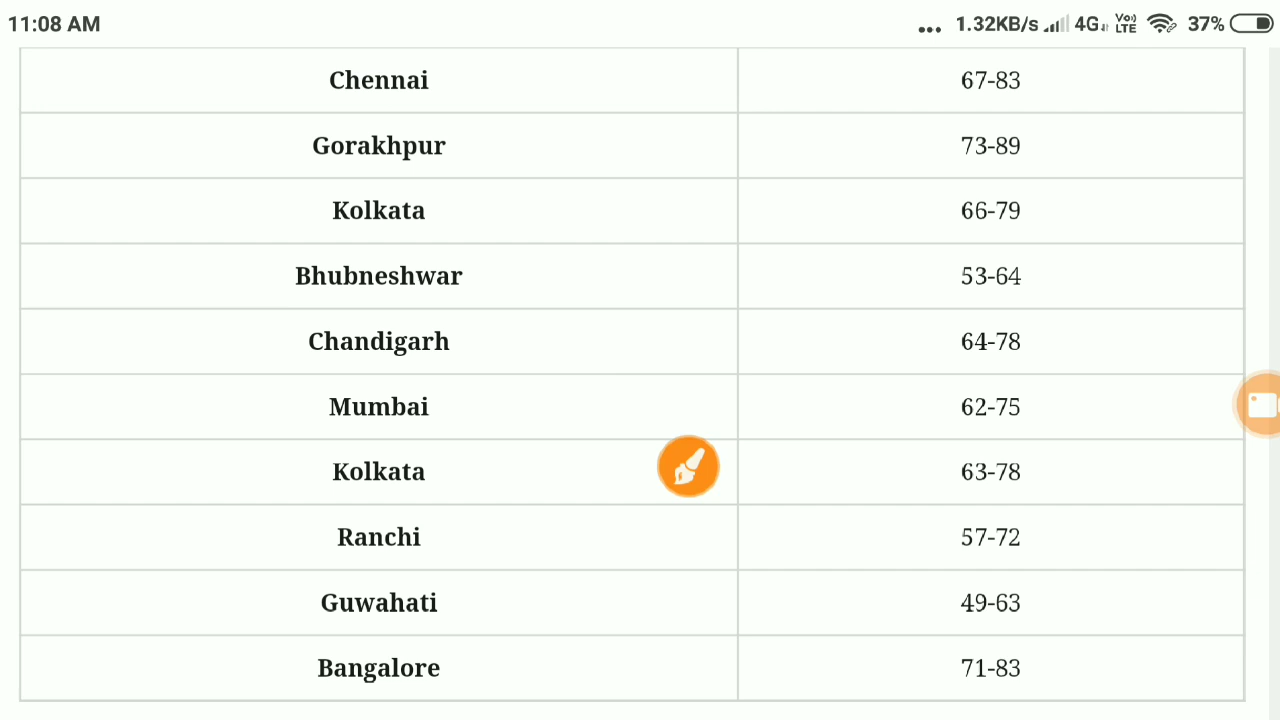 11:08 AM ... 1.32KB/s 4G Vo) LTE 37%
Chennai 67-83
Gorakhpur 73-89
Kolkata 66-79
Bhubneshwar 53-64
Chandigarh 64-78
Mumbai 62-75
Kolkata 63-78
Ranchi 57-72
Guwahati 49-63
Bangalore 71-83